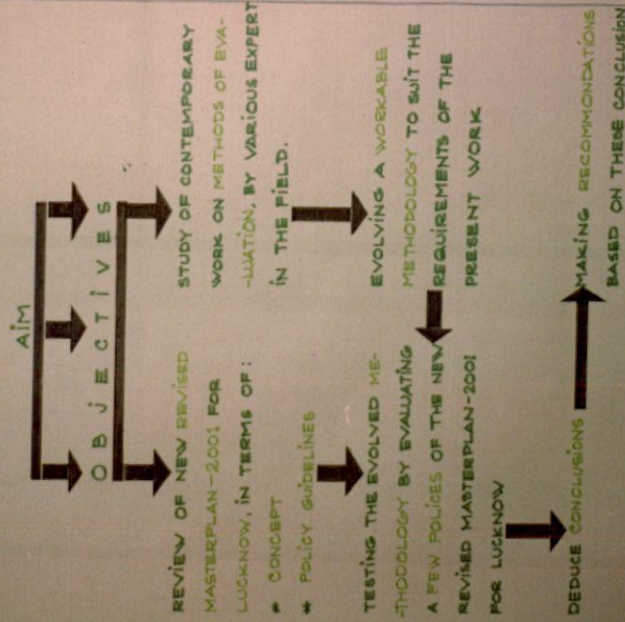 AIM
OBJECTIVES
REVIEW OF NEW REVISED
MASTERPLAN-2001 FOR
LUCKNOW, IN TERMS OF :
* CONCEPT
* POLICY GUIDELINES
STUDY OF CONTEMPORARY
WORK ON METHODS OF EVA-
-LUATION, BY VARIOUS EXPERT
IN THE FIELD.
EVOLVING A WORKABLE
METHODOLOGY TO SUIT THE
REQUIREMENTS OF THE
PRESENT WORK
TESTING THE EVOLVED ME-
-THODOLOGY BY EVALUATING
A FEW POLICES OF THE NEW
REVISED MASTERPLAN-2001
FOR LUCKNOW
DEDUCE CONCLUSIONS
MAKING RECOMMONDATIONS
BASED ON THESE CONCLUSION